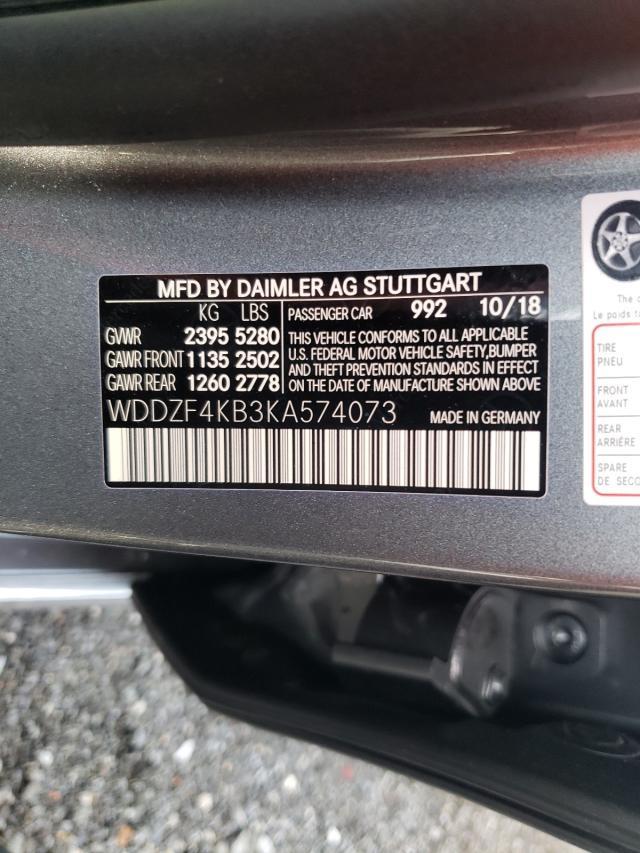 MFD BY DAIMLER AG STUTTGART
KG LBS PASSENGER CAR 992 10/18
GVWR 2395 5280
GAWR FRONT 1135 2502
GAWR REAR 1260 2778
THIS VEHICLE CONFORMS TO ALL APPLICABLE
U.S. FEDERAL MOTOR VEHICLE SAFETY,BUMPER
AND THEFT PREVENTION STANDARDS IN EFFECT
ON THE DATE OF MANUFACTURE SHOWN ABOVE
WDDZF4KB3KA574073 MADE IN GERMANY
The
Le poids
TIRE
PNEU
FRONT
AVANT
REAR
ARRIÈRE
SPARE
DE